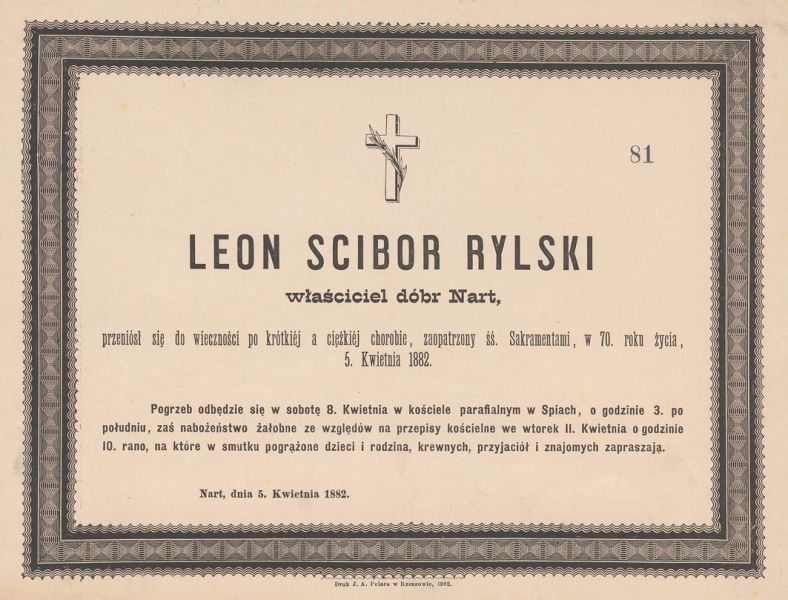 81
LEON SCIBOR RYLSKI
właściciel dóbr Nart,
przeniósł się do wieczności po krótkiéj a ciężkiéj chorobie, zaopatrzony śś. Sakramentami, w 70. roku życia,
5. Kwietnia 1882.
Pogrzeb odbędzie się w sobotę 8. Kwietnia w kościele parafialnym w Spiach, o godzinie 3. po
południu, zaś nabożeństwo żałobne ze względów na przepisy kościelne we wtorek II. Kwietnia o godzinie
IO. rano, na które w smutku pogrążone dzieci i rodzina, krewnych, przyjaciół i znajomych zapraszają.
Nart, dnia 5. Kwietnia 1882.
Druk J. A. Pelara w Rzeszowie, 1882.